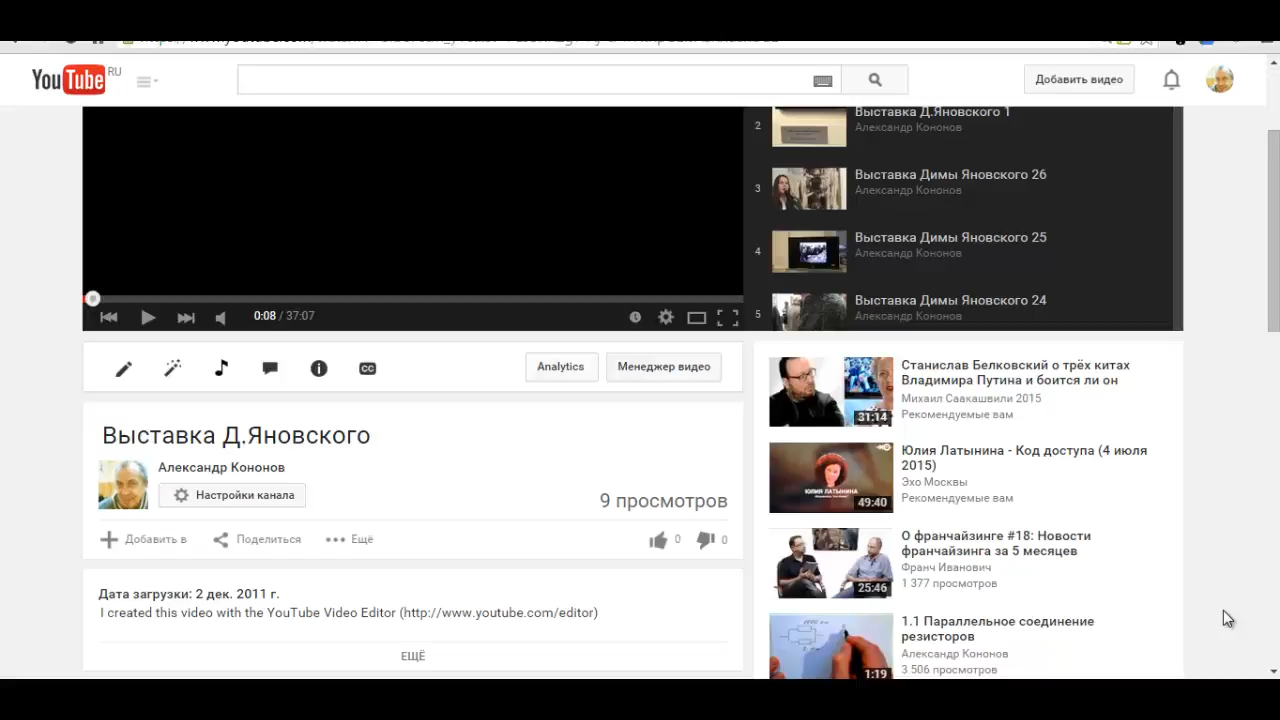 YouTube RU
Добавить видео
Выставка Д.Яновского 1
2
Александр Кононов
3
Выставка Димы Яновского 26
Александр Кононов
4
Выставка Димы Яновского 25
Александр Кононов
5
Выставка Димы Яновского 24
Александр Кононов
0:08 / 37:07
CC
Analytics
Менеджер видео
Выставка Д.Яновского
Александр Кононов
Настройки канала
9 просмотров
Добавить в
Поделиться
Ещё
0
0
Дата загрузки: 2 дек. 2011 г.
I created this video with the YouTube Video Editor (http://www.youtube.com/editor)
ЕЩЁ
31:14
Станислав Белковский о трёх китах
Владимира Путина и боится ли он
Михаил Саакашвили 2015
Рекомендуемые вам
ЮЛИЯ ЛАТЫНИНА
49:40
Юлия Латынина - Код доступа (4 июля
2015)
Эхо Москвы
Рекомендуемые вам
25:46
О франчайзинге #18: Новости
франчайзинга за 5 месяцев
Франч Иванович
1 377 просмотров
1:19
1.1 Параллельное соединение
резисторов
Александр Кононов
3 506 просмотров